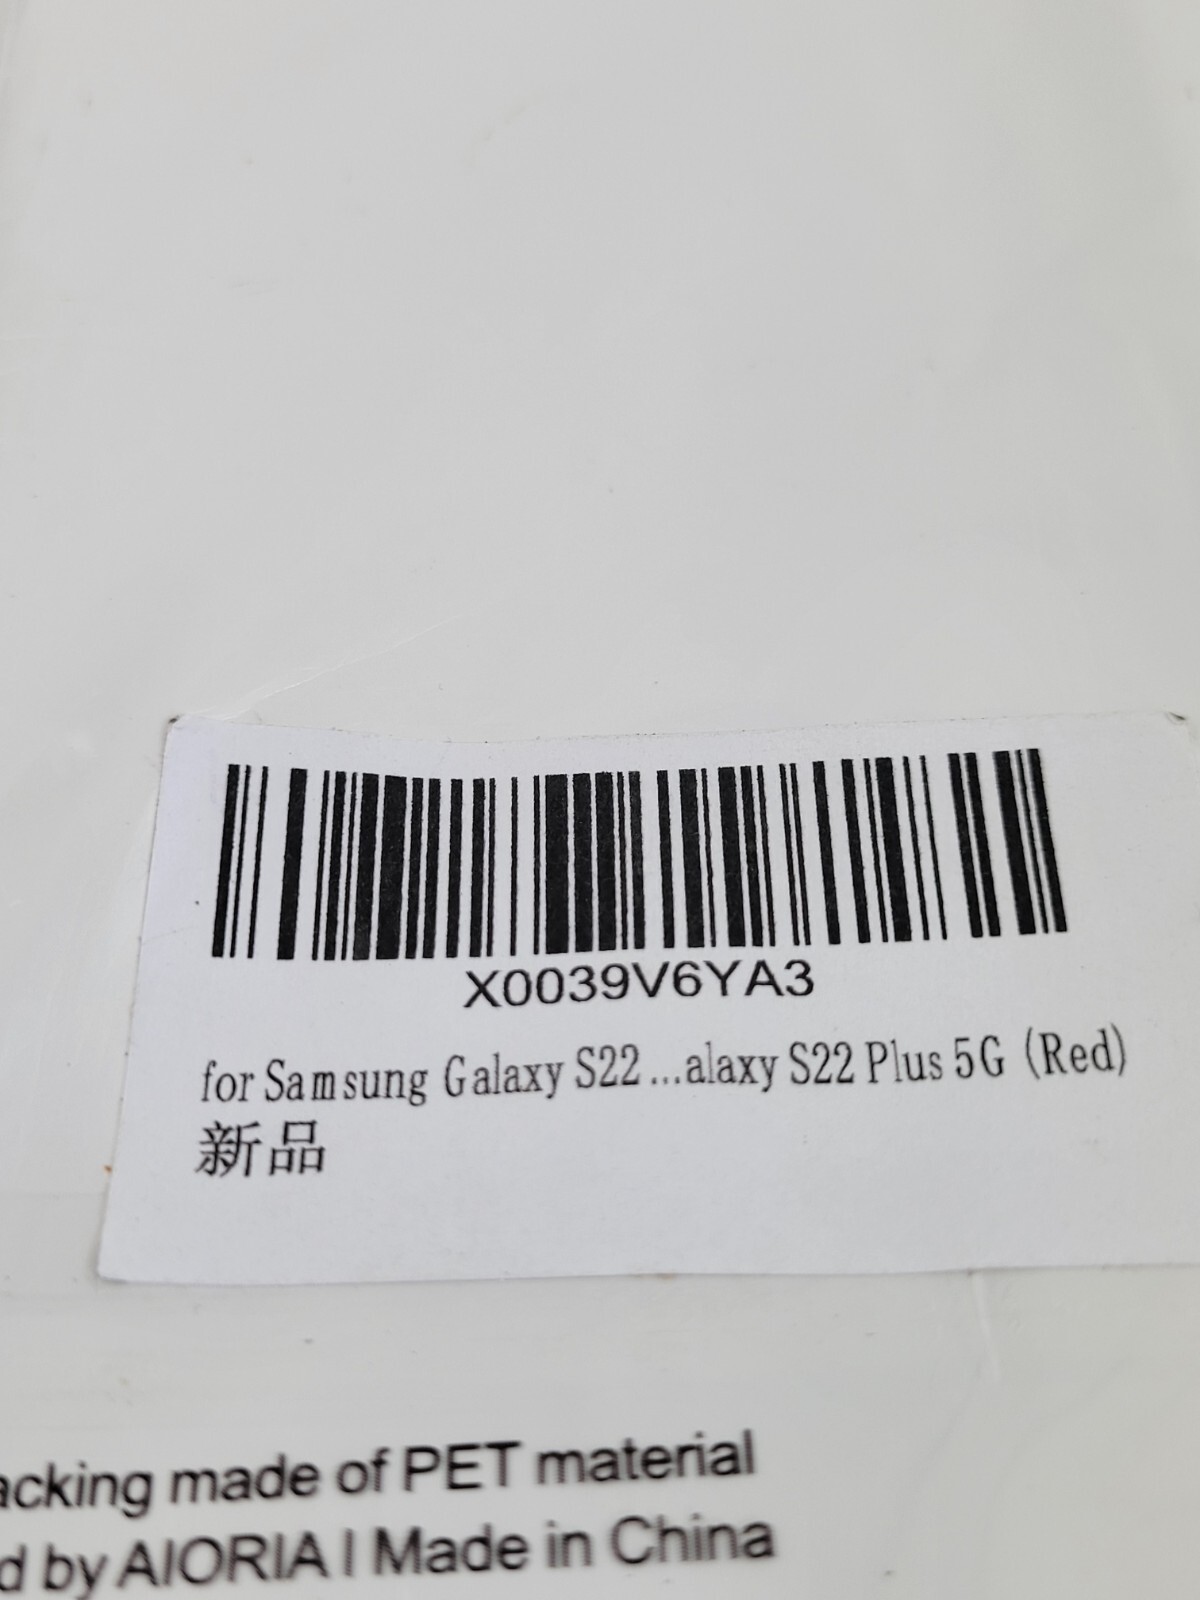 X0039V6YA3
for Samsung Galaxy S22 ...alaxy S22 Plus 5G (Red)
新品
acking made of PET material
d by AIORIA | Made in China